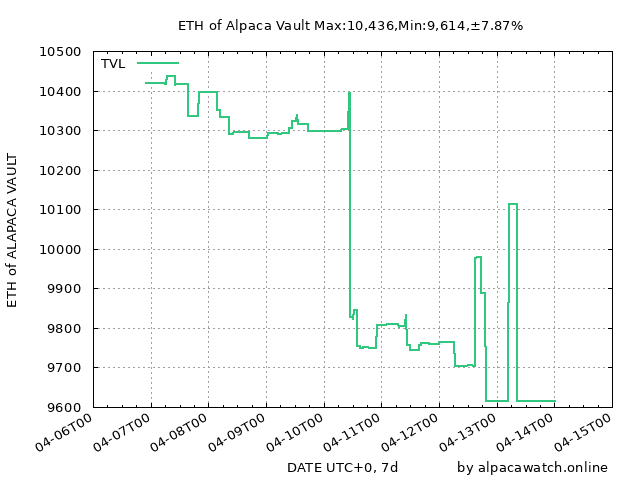 ETH of Alpaca Vault Max:10,436,Min:9,614,±7.87%
TVL
ETH of ALAPACA VAULT
10500
10400
10300
10200
10100
10000
9900
9800
9700
9600
04-06T00
04-07T00
04-08T00
04-09T00
04-10T00
04-11T00
04-12T00
04-13T00
04-14T00
04-15T00
DATE UTC+0, 7d
by alpacawatch.online